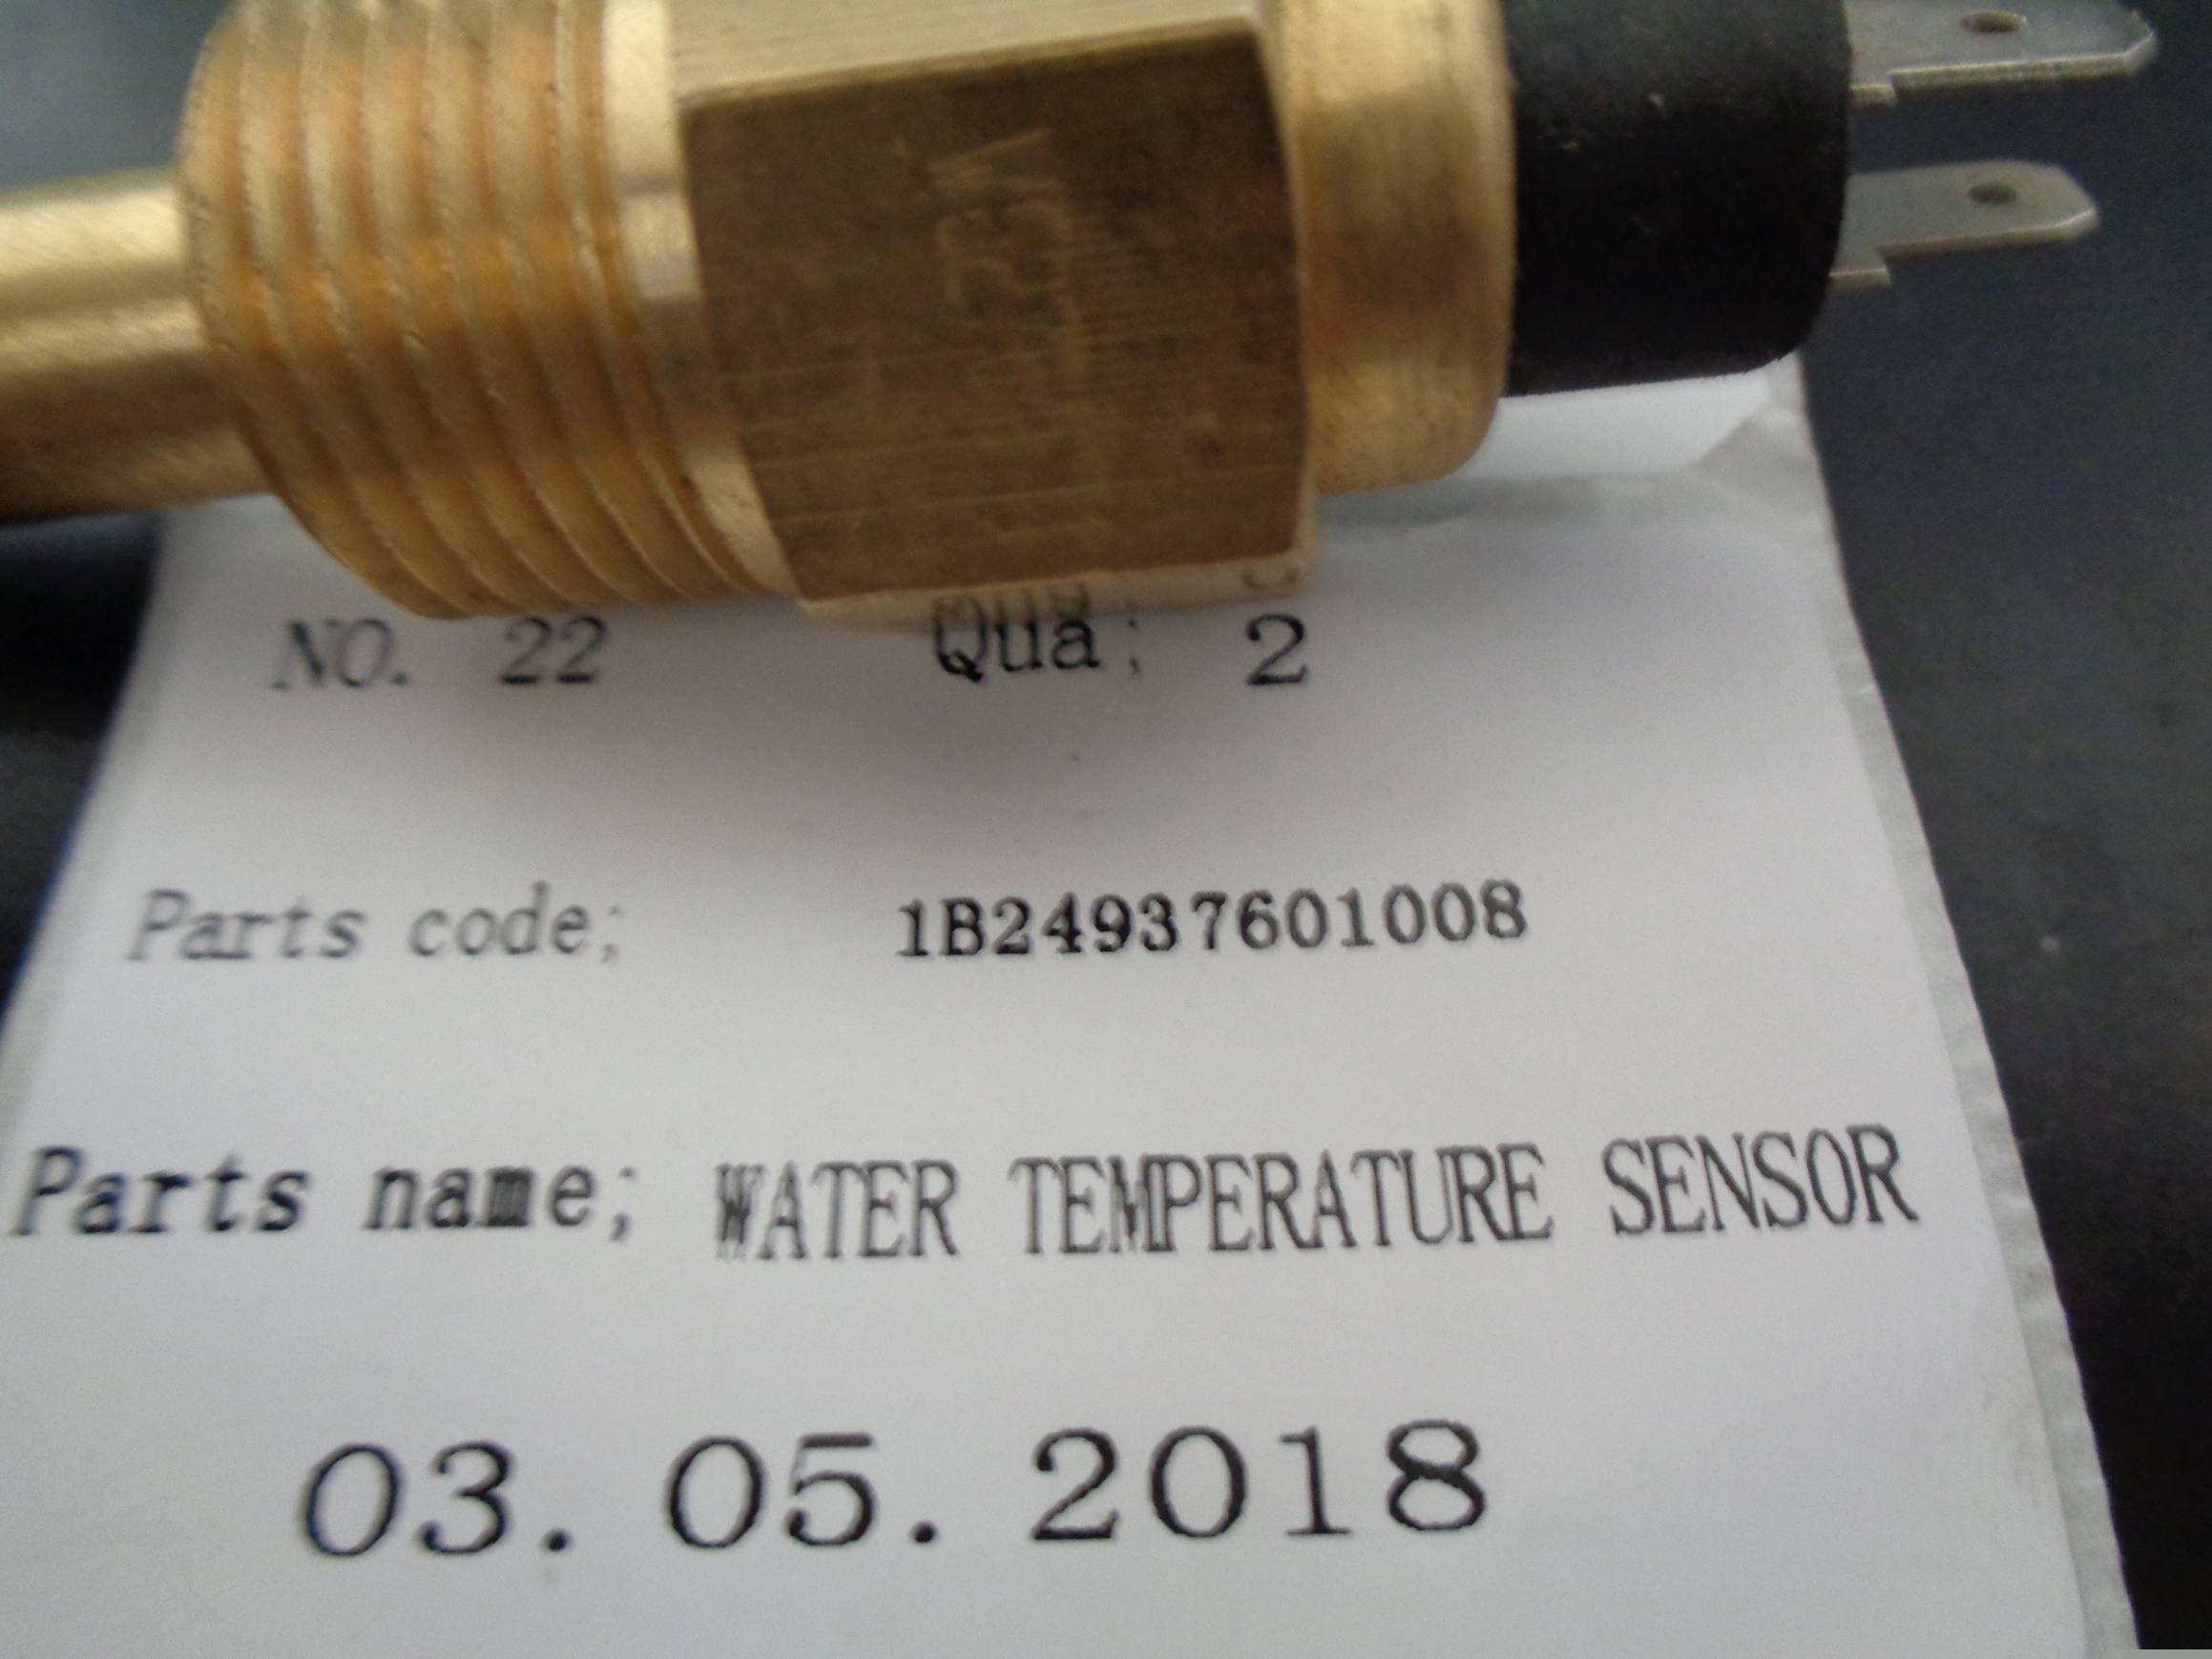 NO. 22 Qua; 2
Parts code; 1B24937601008
Parts name; WATER TEMPERATURE SENSOR
03. 05. 2018